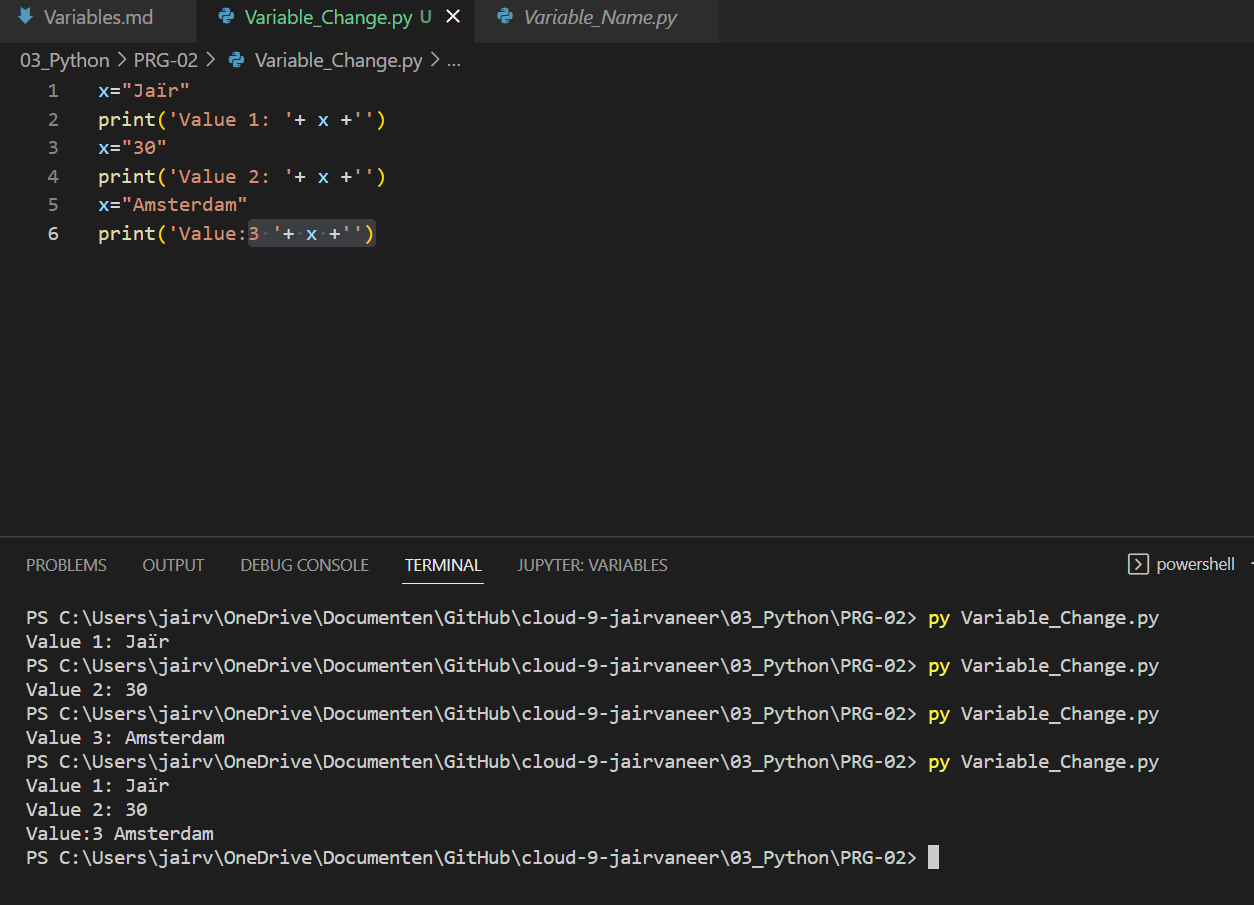 Variables.md Variable_Change.py U Variable_Name.py
03_Python > PRG-02 > Variable_Change.py > ...
1 x="Jaïr"
2 print('Value 1: '+ x +'')
3 x="30"
4 print('Value 2: '+ x +'')
5 x="Amsterdam"
6 print('Value:3 '+ x +'')
PROBLEMS OUTPUT DEBUG CONSOLE TERMINAL JUPYTER: VARIABLES powershell
PS C:\Users\jairv\OneDrive\Documenten\GitHub\cloud-9-jairvaneer\03_Python\PRG-02> py Variable_Change.py
Value 1: Jaïr
PS C:\Users\jairv\OneDrive\Documenten\GitHub\cloud-9-jairvaneer\03_Python\PRG-02> py Variable_Change.py
Value 2: 30
PS C:\Users\jairv\OneDrive\Documenten\GitHub\cloud-9-jairvaneer\03_Python\PRG-02> py Variable_Change.py
Value 3: Amsterdam
PS C:\Users\jairv\OneDrive\Documenten\GitHub\cloud-9-jairvaneer\03_Python\PRG-02> py Variable_Change.py
Value 1: Jaïr
Value 2: 30
Value:3 Amsterdam
PS C:\Users\jairv\OneDrive\Documenten\GitHub\cloud-9-jairvaneer\03_Python\PRG-02>